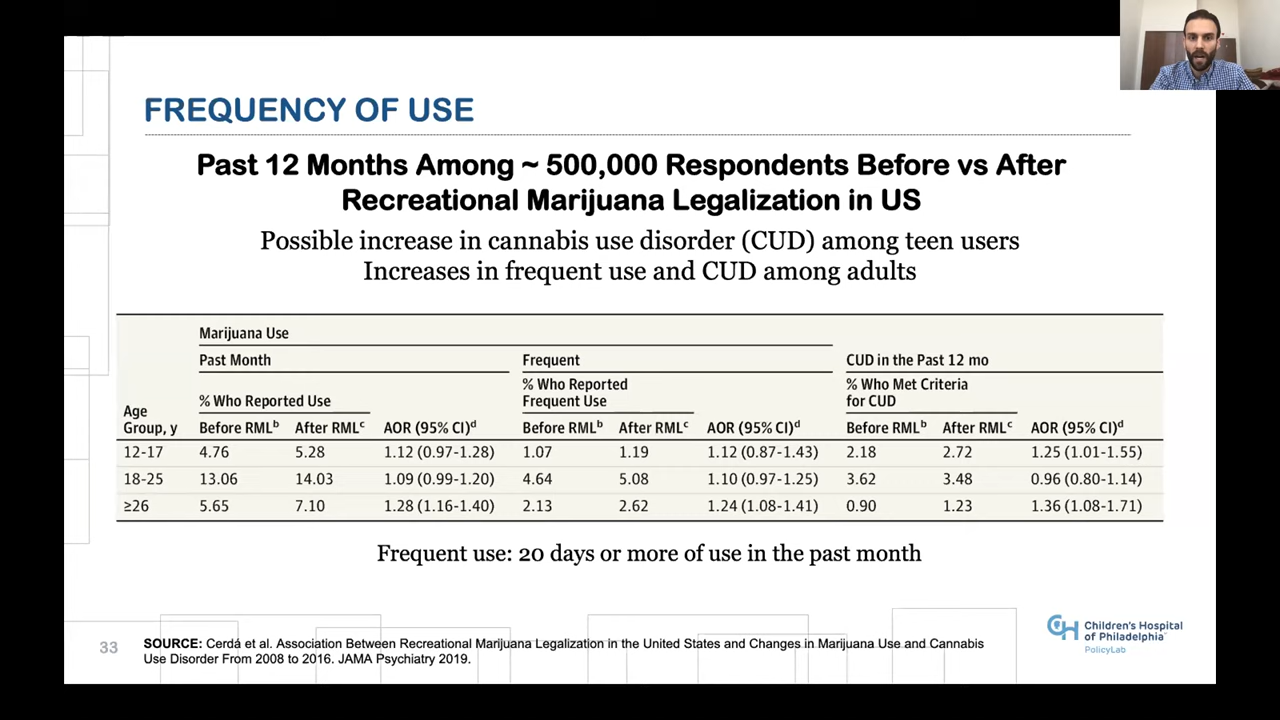 FREQUENCY OF USE
Past 12 Months Among ~ 500,000 Respondents Before vs After
Recreational Marijuana Legalization in US
Possible increase in cannabis use disorder (CUD) among teen users
Increases in frequent use and CUD among adults
Marijuana Use
Past Month Frequent CUD in the Past 12 mo
% Who Reported Use % Who Reported Frequent Use % Who Met Criteria for CUD
Age Group, y Before RMLᵇ After RMLᶜ AOR (95% CI)ᵈ Before RMLᵇ After RMLᶜ AOR (95% CI)ᵈ Before RMLᵇ After RMLᶜ AOR (95% CI)ᵈ
12-17 4.76 5.28 1.12 (0.97-1.28) 1.07 1.19 1.12 (0.87-1.43) 2.18 2.72 1.25 (1.01-1.55)
18-25 13.06 14.03 1.09 (0.99-1.20) 4.64 5.08 1.10 (0.97-1.25) 3.62 3.48 0.96 (0.80-1.14)
≥26 5.65 7.10 1.28 (1.16-1.40) 2.13 2.62 1.24 (1.08-1.41) 0.90 1.23 1.36 (1.08-1.71)
Frequent use: 20 days or more of use in the past month
33
SOURCE: Cerdá et al. Association Between Recreational Marijuana Legalization in the United States and Changes in Marijuana Use and Cannabis
Use Disorder From 2008 to 2016. JAMA Psychiatry 2019.
CH Children's Hospital
of Philadelphia
PolicyLab